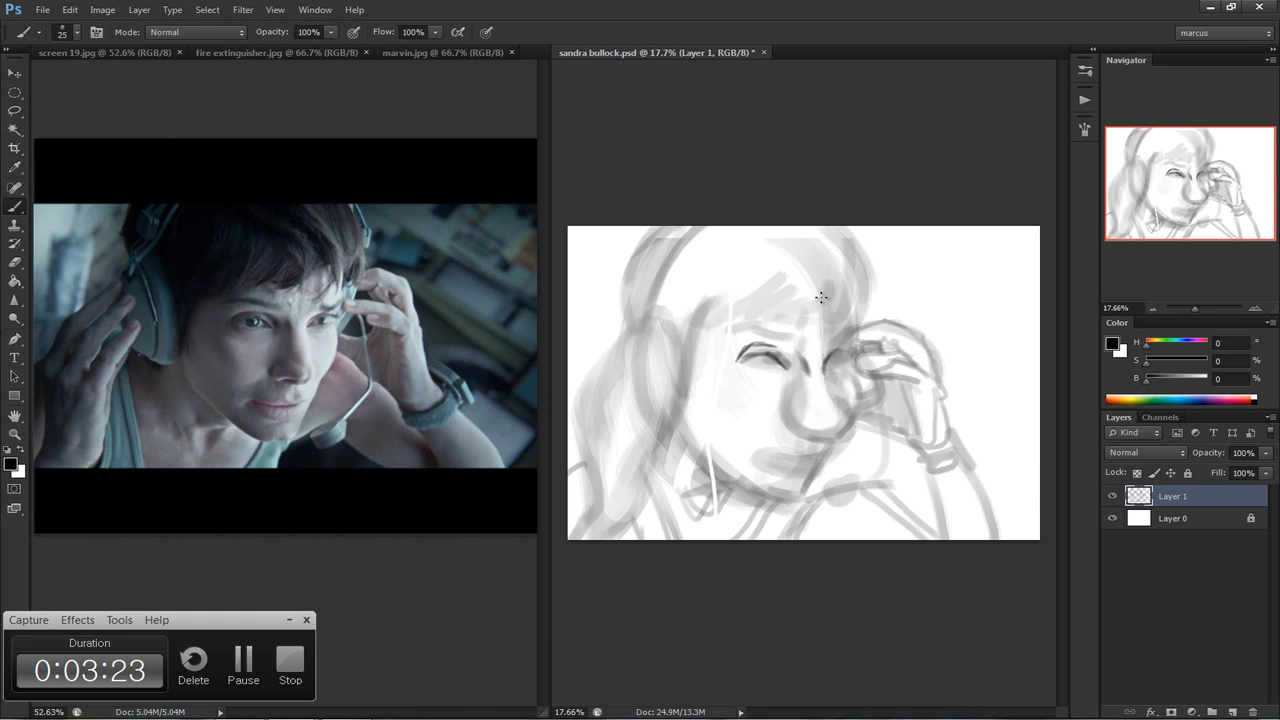 Ps File Edit Image Layer Type Select Filter View Window Help
25 Mode: Normal Opacity: 100% Flow: 100% marcus
screen 19.jpg @ 52.6% (RGB/8) × fire extinguisher.jpg @ 66.7% (RGB/8) × marvin.jpg @ 66.7% (RGB/8) × sandra bullock.psd @ 17.7% (Layer 1, RGB/8) * ×
Navigator
17.66%
Color
H 0 °
S 0 %
B 0 %
Layers Channels
Kind
Normal Opacity: 100%
Lock: Fill: 100%
Layer 1
Layer 0
Capture Effects Tools Help
Duration
0:03:23
Delete Pause Stop
52.63% Doc: 5.04M/5.04M 17.66% Doc: 24.9M/13.3M